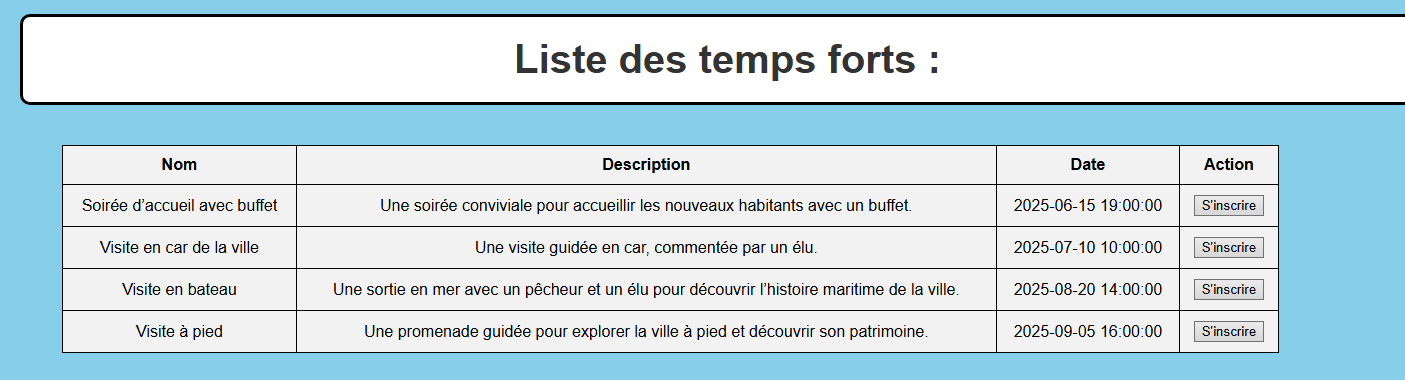 Liste des temps forts :
Nom Description Date Action
Soirée d’accueil avec buffet Une soirée conviviale pour accueillir les nouveaux habitants avec un buffet. 2025-06-15 19:00:00 S'inscrire
Visite en car de la ville Une visite guidée en car, commentée par un élu. 2025-07-10 10:00:00 S'inscrire
Visite en bateau Une sortie en mer avec un pêcheur et un élu pour découvrir l’histoire maritime de la ville. 2025-08-20 14:00:00 S'inscrire
Visite à pied Une promenade guidée pour explorer la ville à pied et découvrir son patrimoine. 2025-09-05 16:00:00 S'inscrire